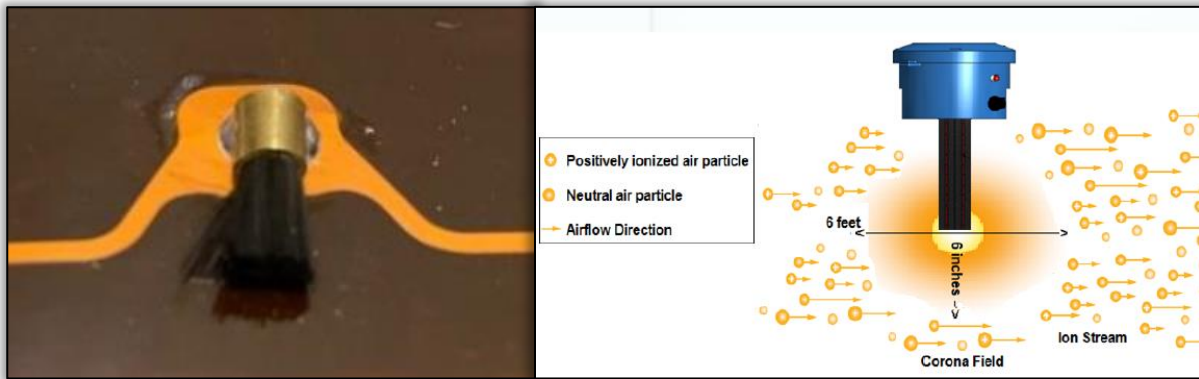 Positively ionized air particle
Neutral air particle
Airflow Direction
6 feet
6 inches
Ion Stream
Corona Field